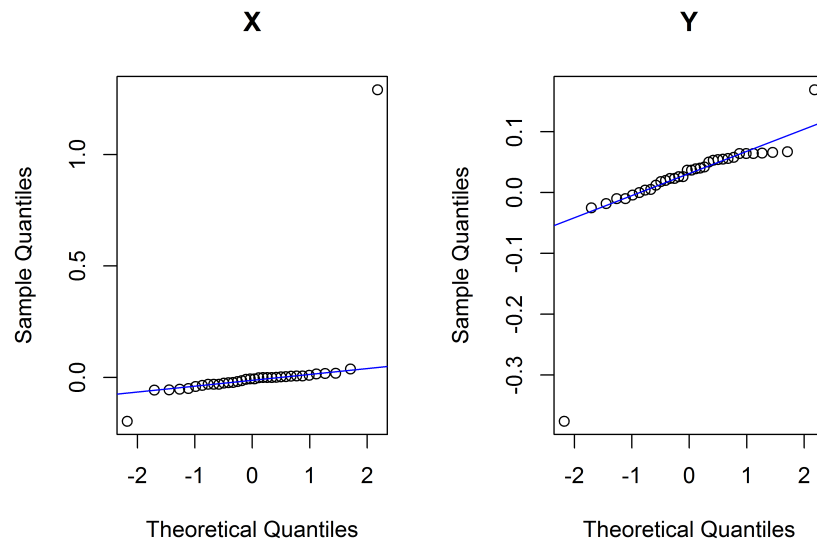 X
Sample Quantiles
1.0
0.5
0.0
-2 -1 0 1 2
Theoretical Quantiles
Y
Sample Quantiles
0.1
0.0
-0.1
-0.2
-0.3
-2 -1 0 1 2
Theoretical Quantiles